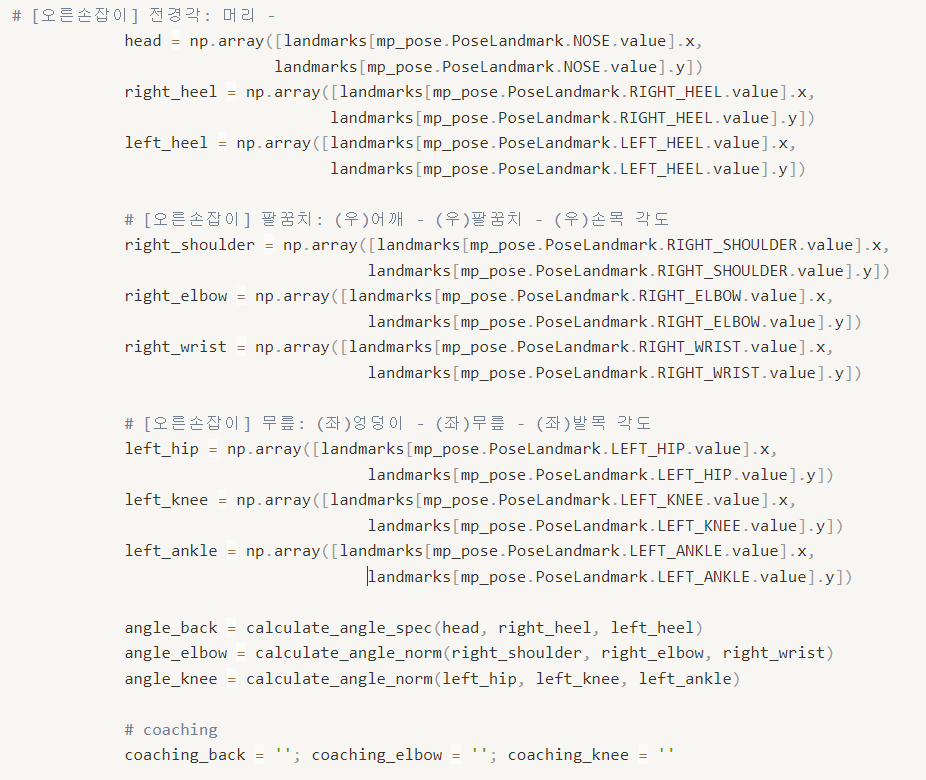 # [오른손잡이] 전경각: 머리 -
head = np.array([landmarks[mp_pose.PoseLandmark.NOSE.value].x,
landmarks[mp_pose.PoseLandmark.NOSE.value].y])
right_heel = np.array([landmarks[mp_pose.PoseLandmark.RIGHT_HEEL.value].x,
landmarks[mp_pose.PoseLandmark.RIGHT_HEEL.value].y])
left_heel = np.array([landmarks[mp_pose.PoseLandmark.LEFT_HEEL.value].x,
landmarks[mp_pose.PoseLandmark.LEFT_HEEL.value].y])
# [오른손잡이] 팔꿈치: (우)어깨 - (우)팔꿈치 - (우)손목 각도
right_shoulder = np.array([landmarks[mp_pose.PoseLandmark.RIGHT_SHOULDER.value].x,
landmarks[mp_pose.PoseLandmark.RIGHT_SHOULDER.value].y])
right_elbow = np.array([landmarks[mp_pose.PoseLandmark.RIGHT_ELBOW.value].x,
landmarks[mp_pose.PoseLandmark.RIGHT_ELBOW.value].y])
right_wrist = np.array([landmarks[mp_pose.PoseLandmark.RIGHT_WRIST.value].x,
landmarks[mp_pose.PoseLandmark.RIGHT_WRIST.value].y])
# [오른손잡이] 무릎: (좌)엉덩이 - (좌)무릎 - (좌)발목 각도
left_hip = np.array([landmarks[mp_pose.PoseLandmark.LEFT_HIP.value].x,
landmarks[mp_pose.PoseLandmark.LEFT_HIP.value].y])
left_knee = np.array([landmarks[mp_pose.PoseLandmark.LEFT_KNEE.value].x,
landmarks[mp_pose.PoseLandmark.LEFT_KNEE.value].y])
left_ankle = np.array([landmarks[mp_pose.PoseLandmark.LEFT_ANKLE.value].x,
landmarks[mp_pose.PoseLandmark.LEFT_ANKLE.value].y])
angle_back = calculate_angle_spec(head, right_heel, left_heel)
angle_elbow = calculate_angle_norm(right_shoulder, right_elbow, right_wrist)
angle_knee = calculate_angle_norm(left_hip, left_knee, left_ankle)
# coaching
coaching_back = ''; coaching_elbow = ''; coaching_knee = ''